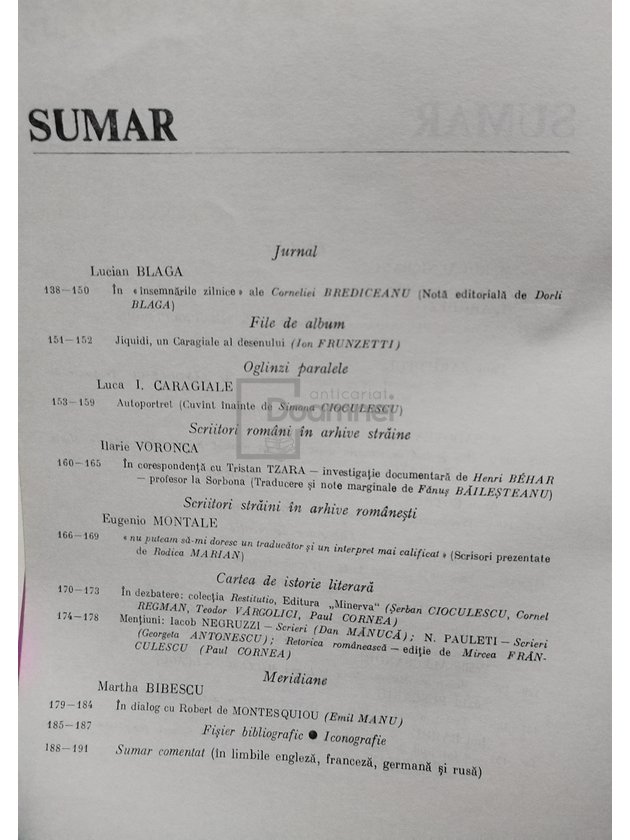 SUMAR
Jurnal
Lucian BLAGA
138—150 În «Însemnările zilnice» ale Corneliei BREDICEANU (Notă editorială de Dorli
BLAGA)
File de album
151—152 Jiquidi, un Caragiale al desenului (Ion FRUNZETTI)
Oglinzi paralele
Luca I. CARAGIALE
153—159 Autoportret (Cuvînt înainte de Simona CIOCULESCU)
anticariat
Doamnei
Scriitori români în arhive străine
Ilarie VORONCA
160—165 În corespondență cu Tristan TZARA — investigație documentară de Henri BÉHAR
— profesor la Sorbona (Traducere și note marginale de Fănuș BĂILEȘTEANU)
Scriitori străini în arhive românești
Eugenio MONTALE
166—169 «nu puteam să-mi doresc un traducător și un interpret mai calificat» (Scrisori prezentate
de Rodica MARIAN)
Cartea de istorie literară
170—173 În dezbatere: colecția Restitutio, Editura „Minerva" (Șerban CIOCULESCU, Cornel
REGMAN, Teodor VÂRGOLICI, Paul CORNEA)
174—178 Mențiuni: Iacob NEGRUZZI — Scrieri (Dan MĂNUCĂ); N. PAULETI — Scrieri
(Georgeta ANTONESCU); Retorica românească — ediție de Mircea FRÂN-
CULESCU (Paul CORNEA)
Meridiane
Martha BIBESCU
179—184 În dialog cu Robert de MONTESQUIOU (Emil MANU)
185—187 Fișier bibliografic ● Iconografie
188—191 Sumar comentat (în limbile engleză, franceză, germană și rusă)